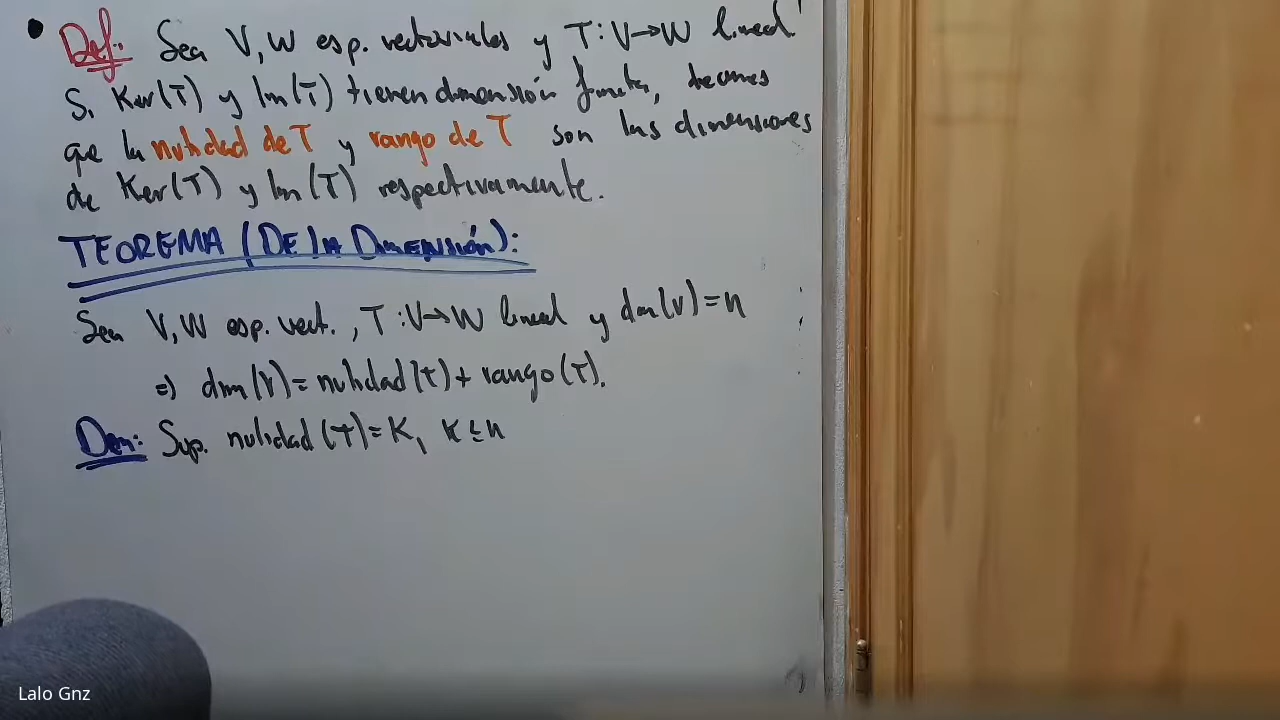 • Def.: Sea V, W esp. vectoriales y T: V→W lineal
Si Ker(T) y Im(T) tienen dimensión finita, decimos
que la nulidad de T y rango de T son las dimensiones
de Ker(T) y Im(T) respectivamente.
TEOREMA (DE LA DIMENSIÓN):
Sea V, W esp. vect., T: V→W lineal y dim(V)=n
⇒ dim(V)= nulidad(T)+ rango(T).
Dem: Sup. nulidad (T)= K, K≤n
Lalo Gnz